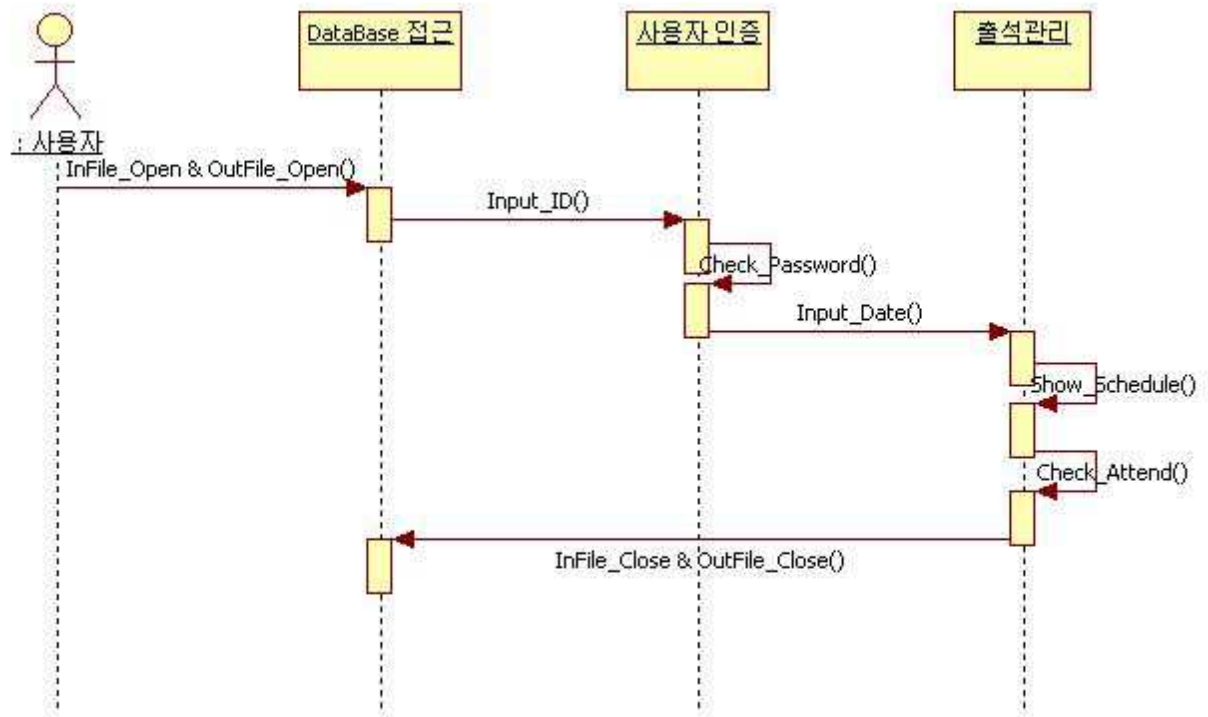 DataBase 접근
사용자 인증
출석관리
: 사용자
InFile_Open & OutFile_Open()
Input_ID()
Check_Password()
Input_Date()
Show_Schedule()
Check_Attend()
InFile_Close & OutFile_Close()